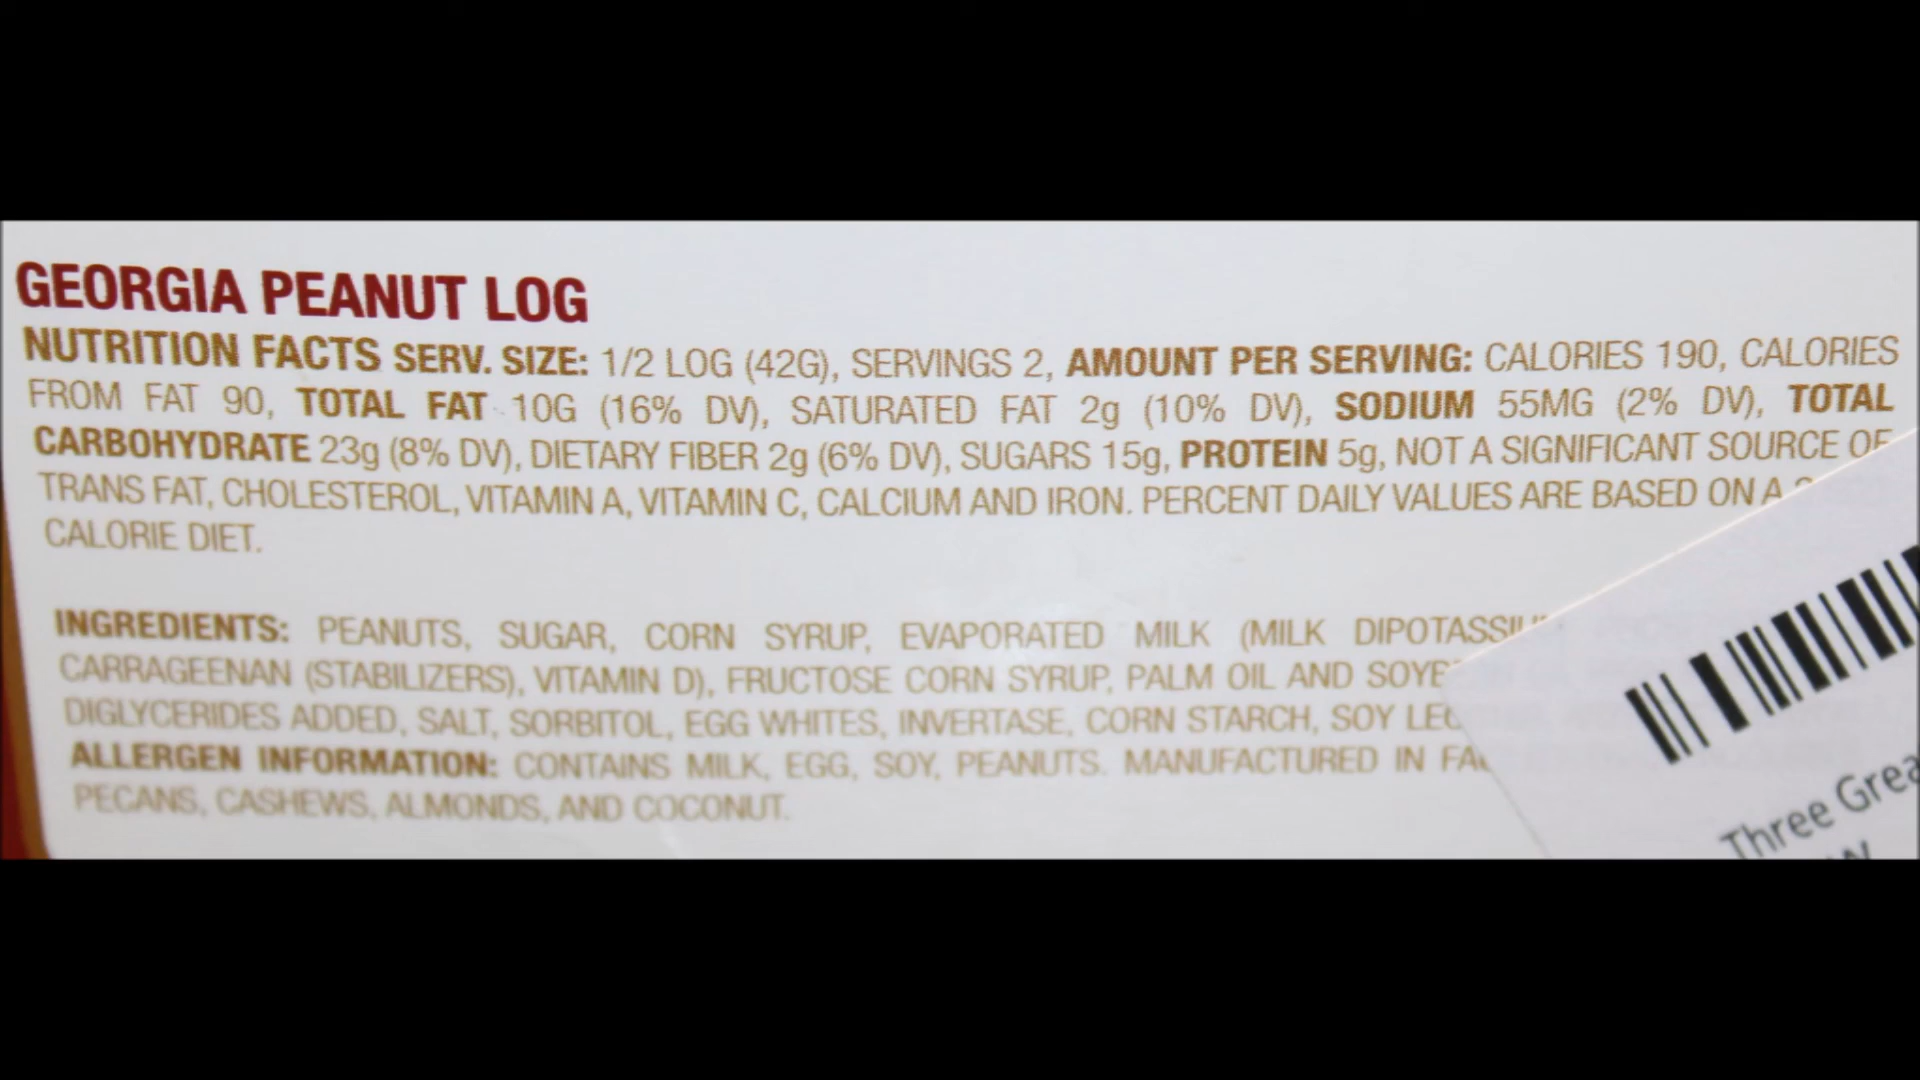 GEORGIA PEANUT LOG
NUTRITION FACTS SERV. SIZE: 1/2 LOG (42G), SERVINGS 2, AMOUNT PER SERVING: CALORIES 190, CALORIES
FROM FAT 90, TOTAL FAT 10G (16% DV), SATURATED FAT 2g (10% DV), SODIUM 55MG (2% DV), TOTAL
CARBOHYDRATE 23g (8% DV), DIETARY FIBER 2g (6% DV), SUGARS 15g, PROTEIN 5g, NOT A SIGNIFICANT SOURCE OF
TRANS FAT, CHOLESTEROL, VITAMIN A, VITAMIN C, CALCIUM AND IRON. PERCENT DAILY VALUES ARE BASED ON A
CALORIE DIET.
INGREDIENTS: PEANUTS, SUGAR, CORN SYRUP, EVAPORATED MILK (MILK
CARRAGEENAN (STABILIZERS), VITAMIN D), FRUCTOSE CORN SYRUP, PALM OIL AND
DIGLYCERIDES ADDED, SALT, SORBITOL, EGG WHITES, INVERTASE, CORN STARCH, SOY
ALLERGEN INFORMATION: CONTAINS MILK, EGG, SOY, PEANUTS. MANUFACTURED IN
PECANS, CASHEWS, ALMONDS, AND COCONUT.
Three